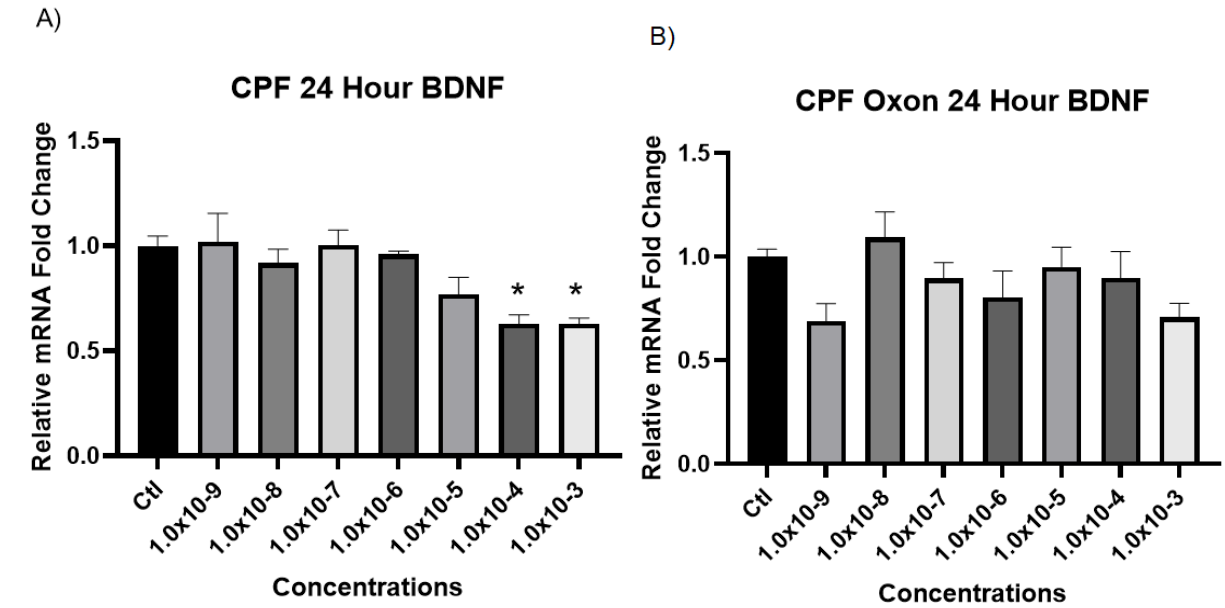 A)
CPF 24 Hour BDNF
Relative mRNA Fold Change
1.5
1.0
0.5
0.0
*
*
Ctl
1.0x10-9
1.0x10-8
1.0x10-7
1.0x10-6
1.0x10-5
1.0x10-4
1.0x10-3
Concentrations
B)
CPF Oxon 24 Hour BDNF
Relative mRNA Fold Change
1.5
1.0
0.5
0.0
Ctl
1.0x10-9
1.0x10-8
1.0x10-7
1.0x10-6
1.0x10-5
1.0x10-4
1.0x10-3
Concentrations